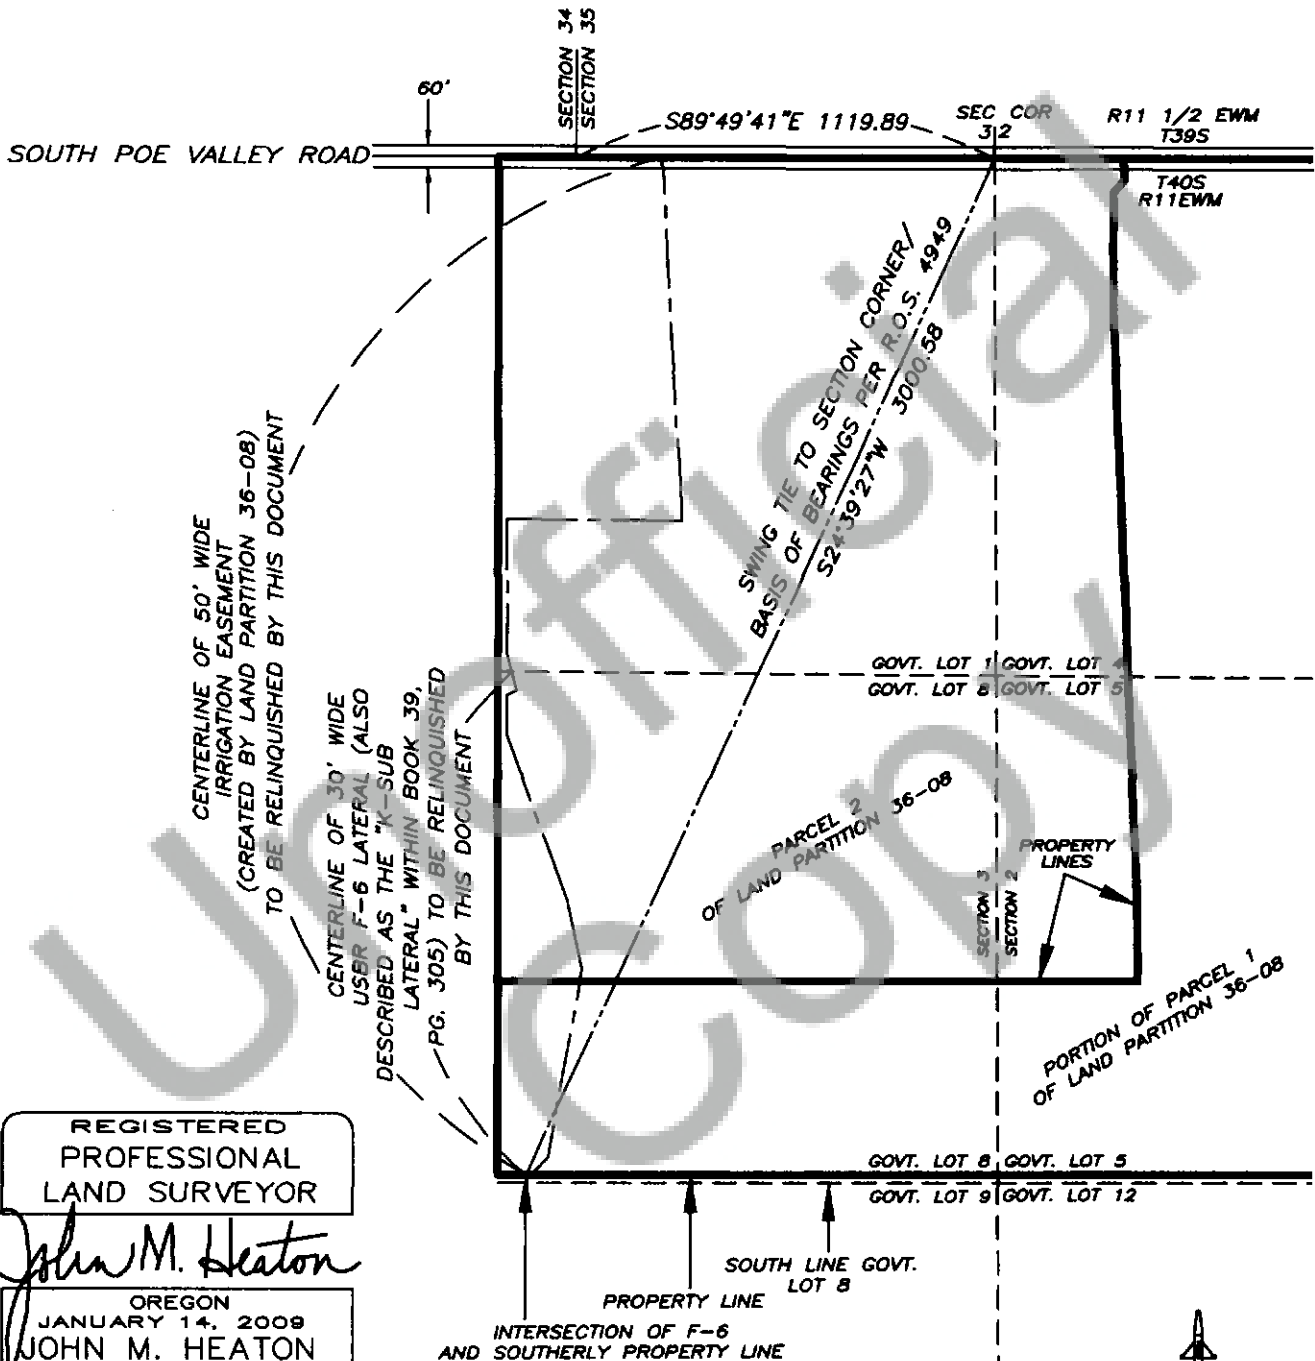 SECTION 34
SECTION 35
60'
S89°49'41"E 1119.89
SEC COR
3|2
R11 1/2 EWM
T39S
SOUTH POE VALLEY ROAD
T40S
R11EWM
SWING TIE TO SECTION CORNER/
BASIS OF BEARINGS PER R.O.S. 4949
S24°39'27"W 3000.58
CENTERLINE OF 50' WIDE
IRRIGATION EASEMENT
(CREATED BY LAND PARTITION 36-08)
TO BE RELINQUISHED BY THIS DOCUMENT
CENTERLINE OF 30' WIDE
USBR F-6 LATERAL (ALSO
DESCRIBED AS THE "K-SUB
LATERAL" WITHIN BOOK 39,
PG. 305) TO BE RELINQUISHED
BY THIS DOCUMENT
GOVT. LOT 1 GOVT. LOT 4
GOVT. LOT 8 GOVT. LOT 5
PARCEL 2
OF LAND PARTITION 36-08
PROPERTY
LINES
SECTION 3
SECTION 2
PORTION OF PARCEL 1
OF LAND PARTITION 36-08
GOVT. LOT 8 GOVT. LOT 5
GOVT. LOT 9 GOVT. LOT 12
SOUTH LINE GOVT.
LOT 8
PROPERTY LINE
INTERSECTION OF F-6
AND SOUTHERLY PROPERTY LINE
REGISTERED
PROFESSIONAL
LAND SURVEYOR
John M. Heaton
OREGON
JANUARY 14, 2009
JOHN M. HEATON
Unofficial
Copy